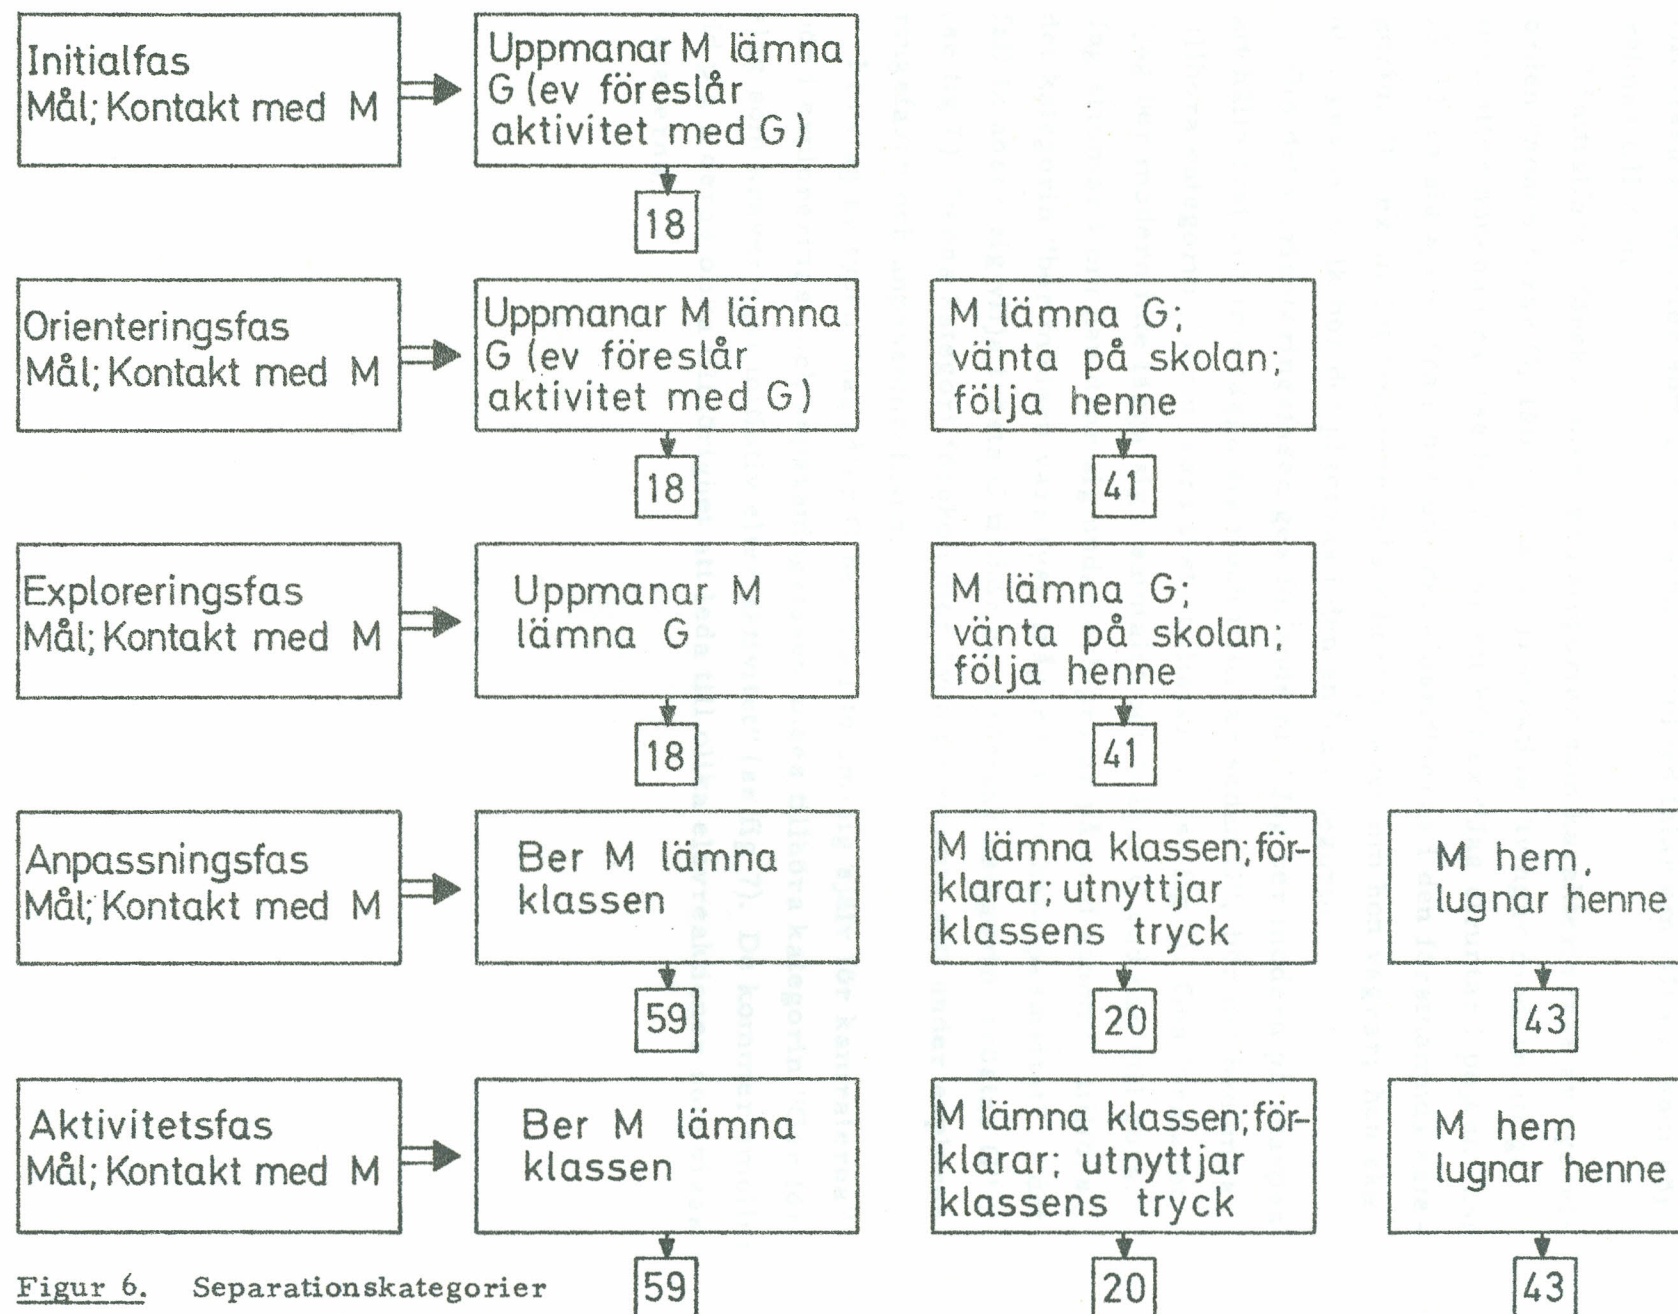 Initialfas
Mål; Kontakt med M
Uppmanar M lämna
G (ev föreslår
aktivitet med G)
18
Orienteringsfas
Mål; Kontakt med M
Uppmanar M lämna
G (ev föreslår
aktivitet med G)
18
M lämna G;
vänta på skolan;
följa henne
41
Exploreringsfas
Mål; Kontakt med M
Uppmanar M
lämna G
18
M lämna G;
vänta på skolan;
följa henne
41
Anpassningsfas
Mål; Kontakt med M
Ber M lämna
klassen
59
M lämna klassen; för-
klarar; utnyttjar
klassens tryck
20
M hem,
lugnar henne
43
Aktivitetsfas
Mål; Kontakt med M
Ber M lämna
klassen
59
M lämna klassen; för-
klarar; utnyttjar
klassens tryck
20
M hem
lugnar henne
43
Figur 6. Separationskategorier